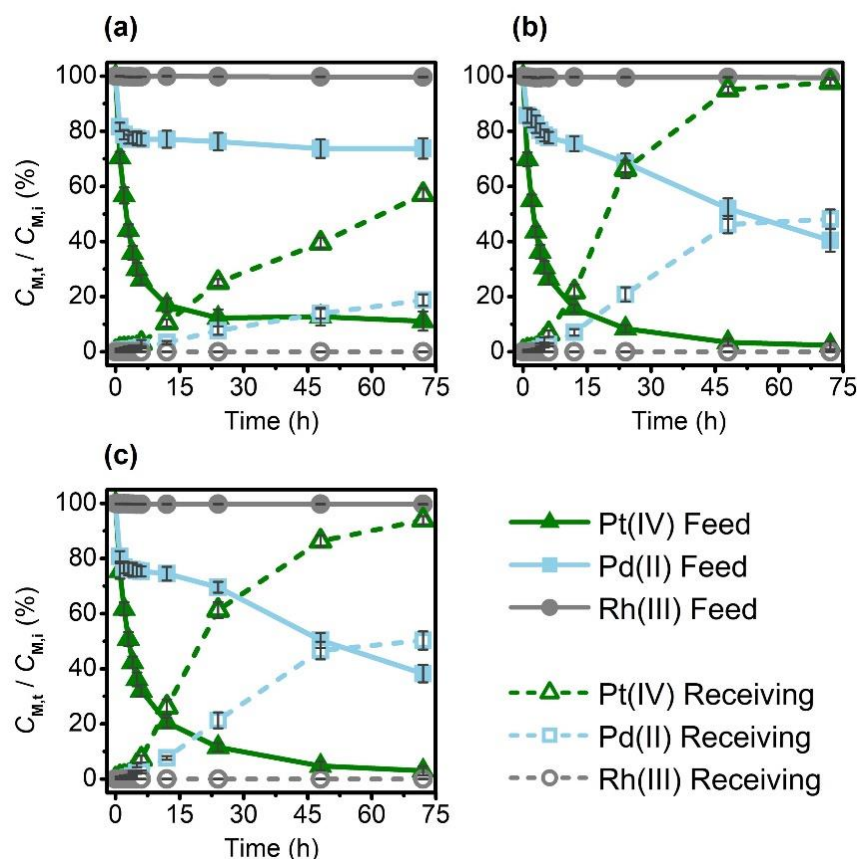 (a)
C_M,t / C_M,i (%)
100
80
60
40
20
0
0 15 30 45 60 75
Time (h)
(b)
100
80
60
40
20
0
0 15 30 45 60 75
Time (h)
(c)
C_M,t / C_M,i (%)
100
80
60
40
20
0
0 15 30 45 60 75
Time (h)
Pt(IV) Feed
Pd(II) Feed
Rh(III) Feed
Pt(IV) Receiving
Pd(II) Receiving
Rh(III) Receiving